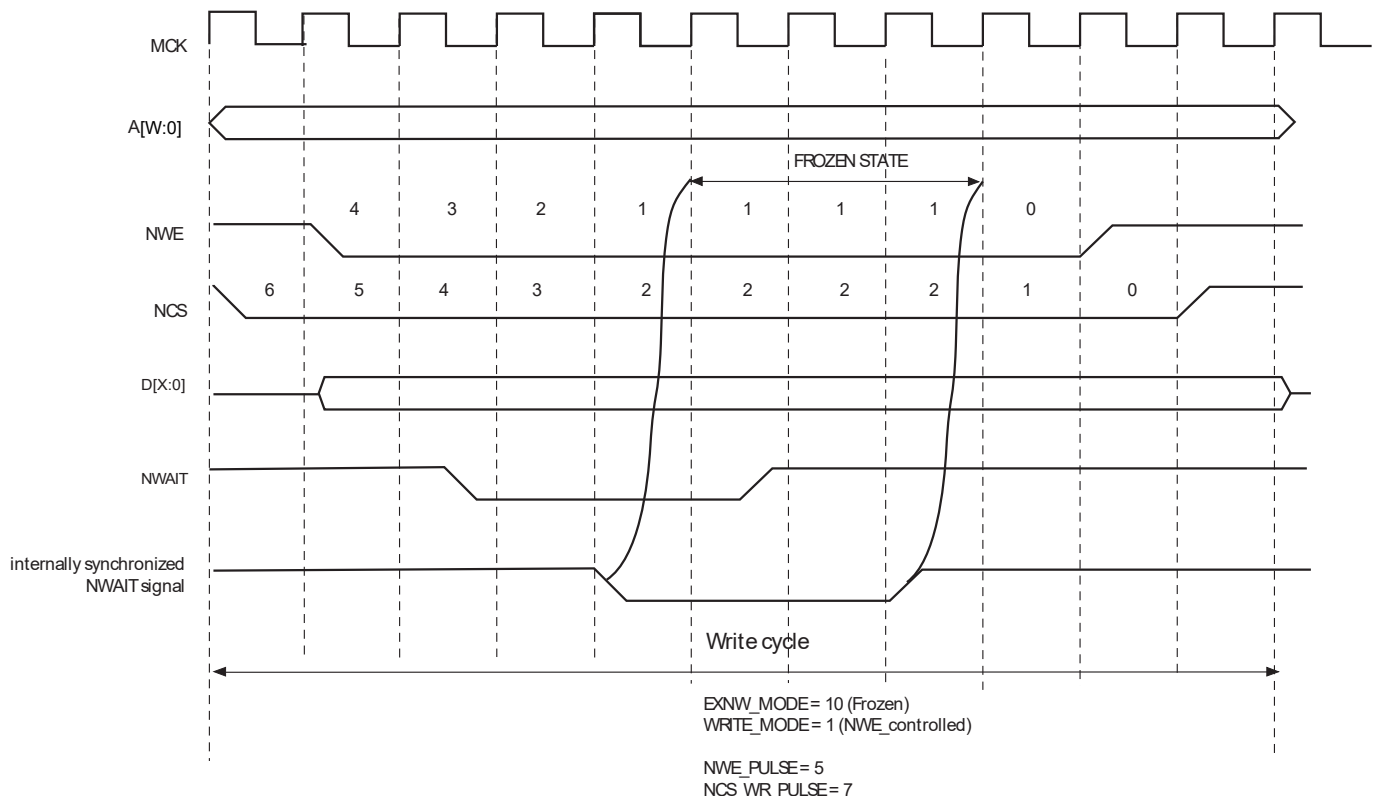 MCK
A[W:0]
FROZEN STATE
4 3 2 1 1 1 1 0
NWE
6 5 4 3 2 2 2 2 1 0
NCS
D[X:0]
NWAIT
internally synchronized
NWAIT signal
Write cycle
EXNW_MODE = 10 (Frozen)
WRITE_MODE = 1 (NWE_controlled)
NWE_PULSE = 5
NCS_WR_PULSE = 7